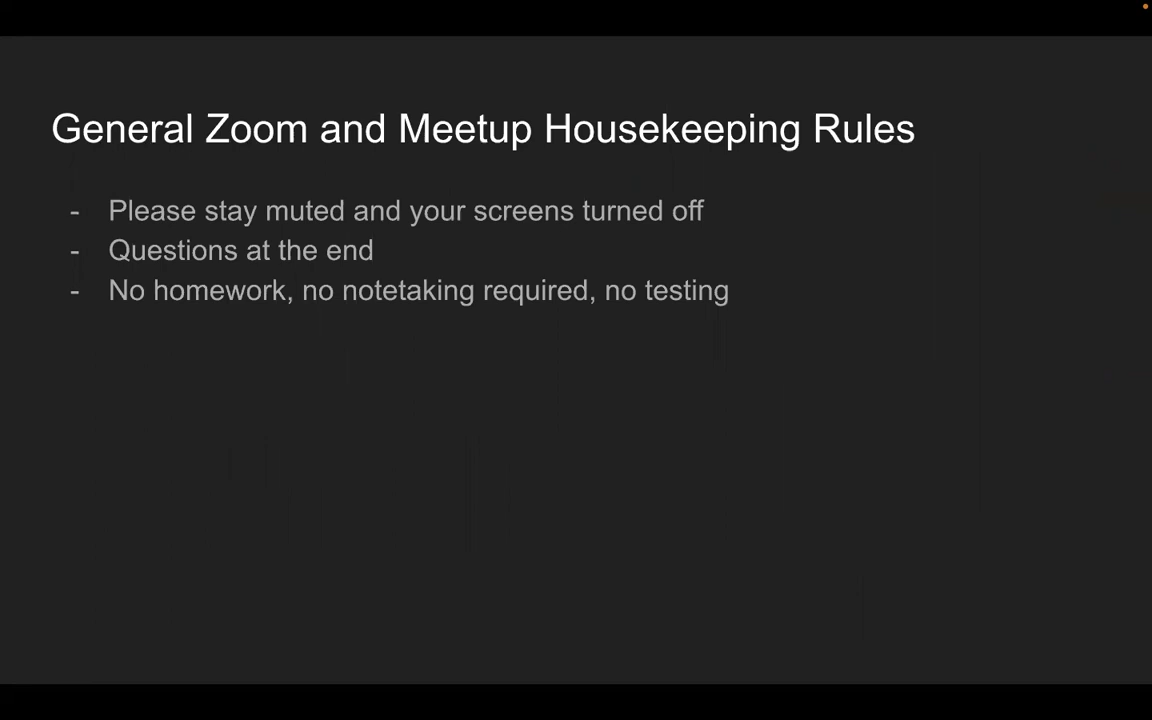 General Zoom and Meetup Housekeeping Rules
- Please stay muted and your screens turned off
- Questions at the end
- No homework, no notetaking required, no testing